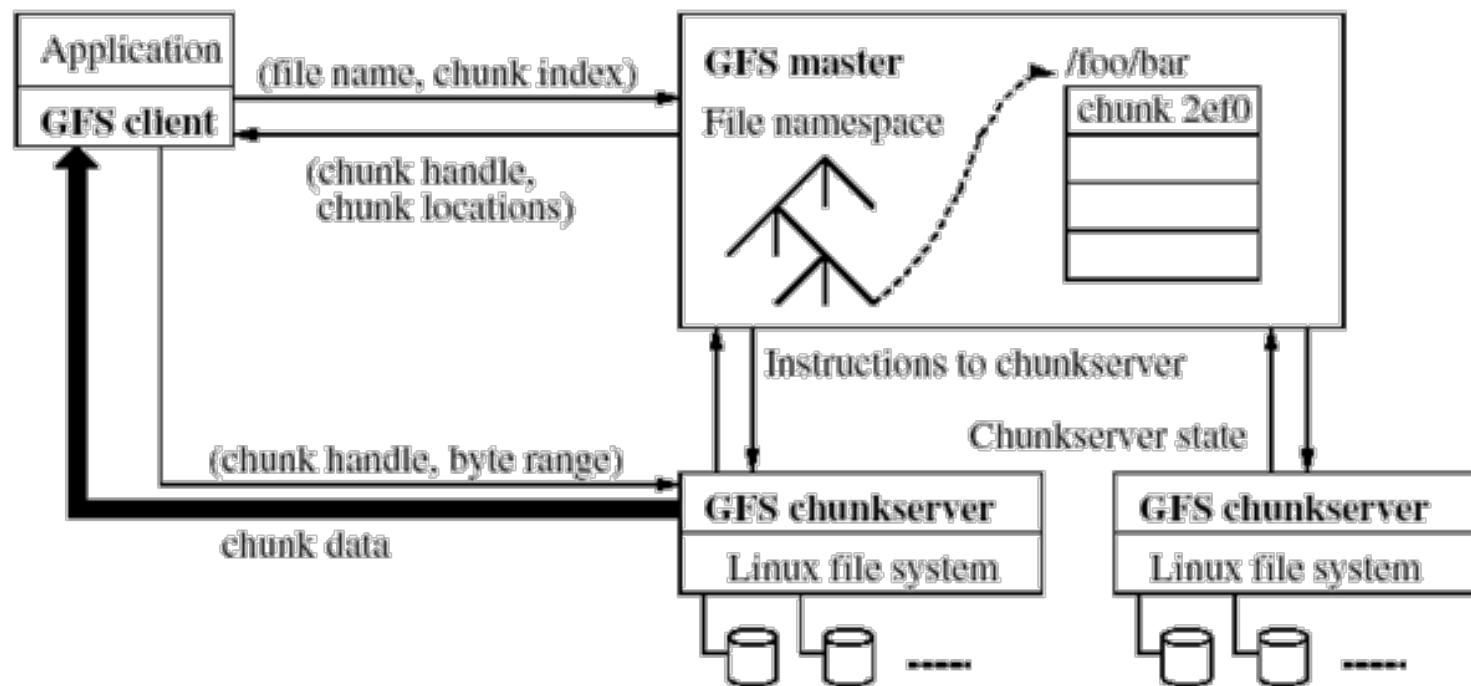 Application
GFS client
(file name, chunk index)
(chunk handle,
chunk locations)
GFS master
File namespace
/foo/bar
chunk 2ef0
Instructions to chunkserver
Chunkserver state
(chunk handle, byte range)
chunk data
GFS chunkserver
Linux file system
GFS chunkserver
Linux file system